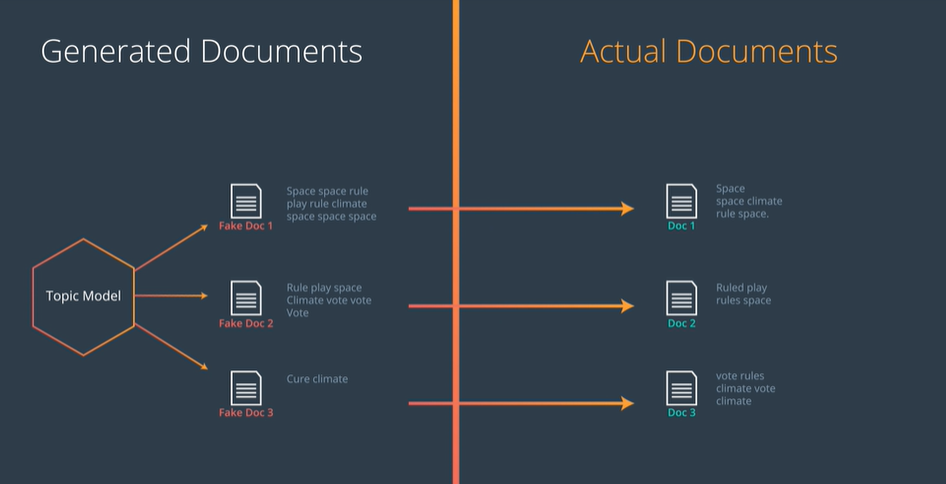 Generated Documents
Actual Documents
Topic Model
Space space rule
play rule climate
space space space
Fake Doc 1
Space
space climate
rule space.
Doc 1
Rule play space
Climate vote vote
Vote
Fake Doc 2
Ruled play
rules space
Doc 2
Cure climate
Fake Doc 3
vote rules
climate vote
climate
Doc 3